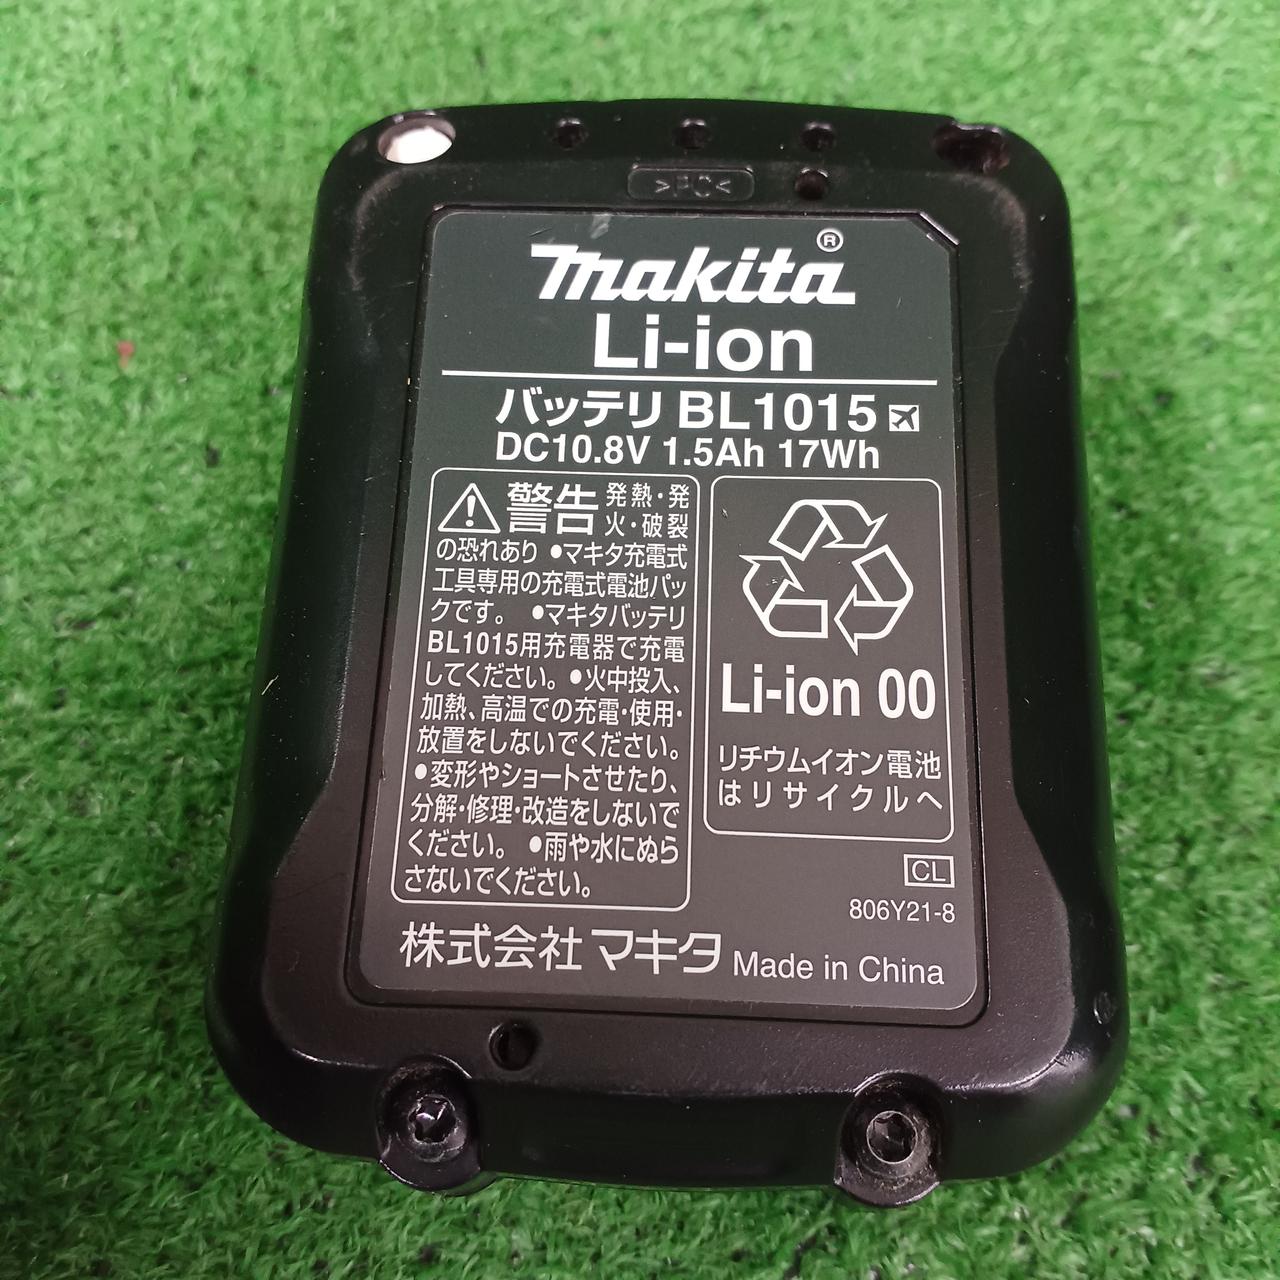 >PC<
makita®
Li-ion
バッテリ BL1015
DC10.8V 1.5Ah 17Wh
警告 発熱・発
火・破裂
の恐れあり ●マキタ充電式
工具専用の充電式電池パッ
クです。 ●マキタバッテリ
BL1015用充電器で充電
してください。●火中投入、
加熱、高温での充電・使用・
放置をしないでください。
●変形やショートさせたり、
分解・修理・改造をしないで
ください。 ●雨や水にぬら
さないでください。
Li-ion 00
リチウムイオン電池
はリサイクルへ
CL
806Y21-8
株式会社マキタ Made in China